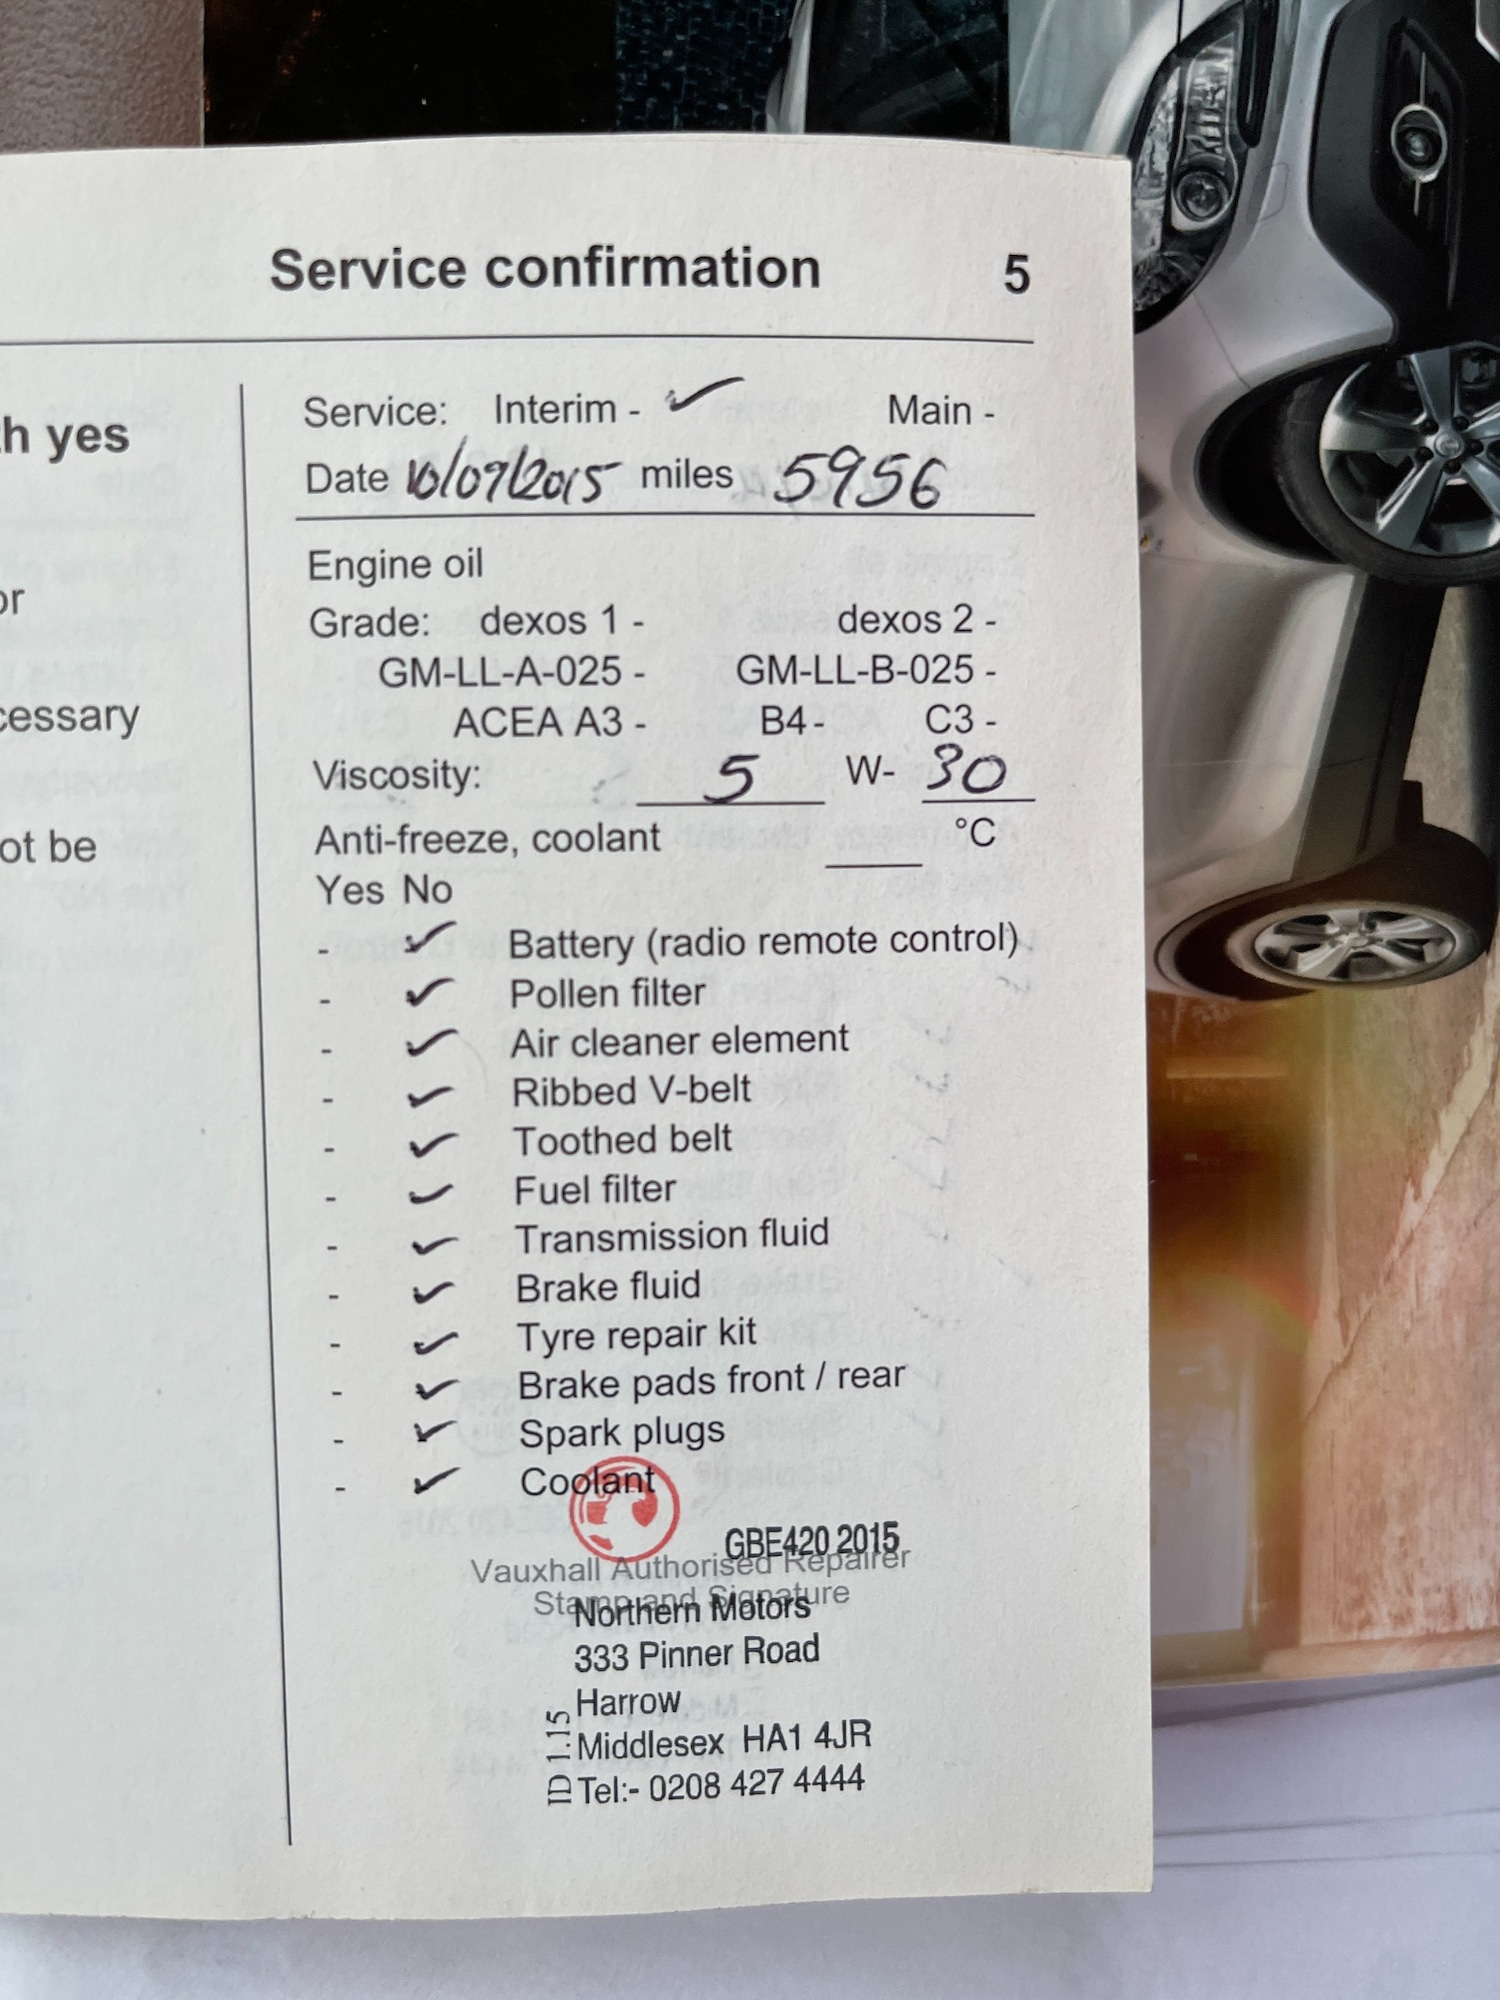 Service confirmation 5
h yes
or
cessary
ot be
Service: Interim - ✓ Main -
Date 10/09/2015 miles 5956
Engine oil
Grade: dexos 1 - dexos 2 -
GM-LL-A-025 - GM-LL-B-025 -
ACEA A3 - B4 - C3 -
Viscosity: 5 W- 30
Anti-freeze, coolant ____ °C
Yes No
- ✓ Battery (radio remote control)
- ✓ Pollen filter
- ✓ Air cleaner element
- ✓ Ribbed V-belt
- ✓ Toothed belt
- ✓ Fuel filter
- ✓ Transmission fluid
- ✓ Brake fluid
- ✓ Tyre repair kit
- ✓ Brake pads front / rear
- ✓ Spark plugs
- ✓ Coolant
GBE420 2015
Vauxhall Authorised Repairer
Stamp and Signature
Northern Motors
333 Pinner Road
Harrow
Middlesex HA1 4JR
Tel:- 0208 427 4444
ID 1.15